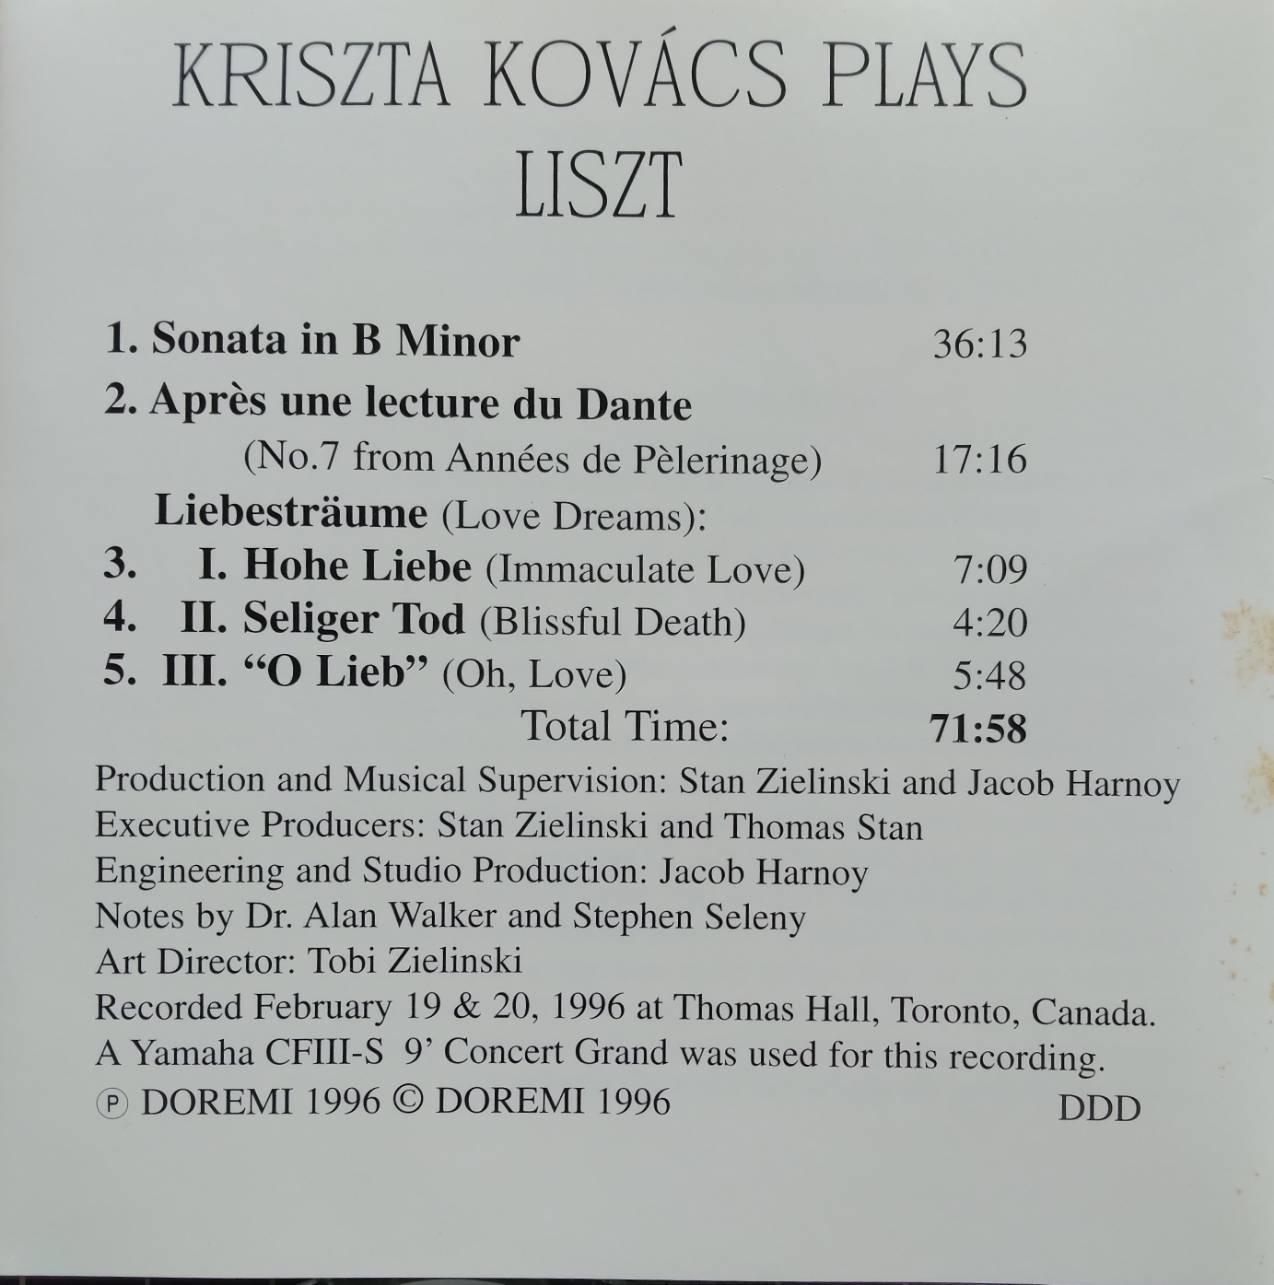 KRISZTA KOVÁCS PLAYS
LISZT
1. Sonata in B Minor 36:13
2. Après une lecture du Dante
(No.7 from Années de Pèlerinage) 17:16
Liebesträume (Love Dreams):
3. I. Hohe Liebe (Immaculate Love) 7:09
4. II. Seliger Tod (Blissful Death) 4:20
5. III. “O Lieb” (Oh, Love) 5:48
Total Time: 71:58
Production and Musical Supervision: Stan Zielinski and Jacob Harnoy
Executive Producers: Stan Zielinski and Thomas Stan
Engineering and Studio Production: Jacob Harnoy
Notes by Dr. Alan Walker and Stephen Seleny
Art Director: Tobi Zielinski
Recorded February 19 & 20, 1996 at Thomas Hall, Toronto, Canada.
A Yamaha CFIII-S 9’ Concert Grand was used for this recording.
Ⓟ DOREMI 1996 © DOREMI 1996 DDD